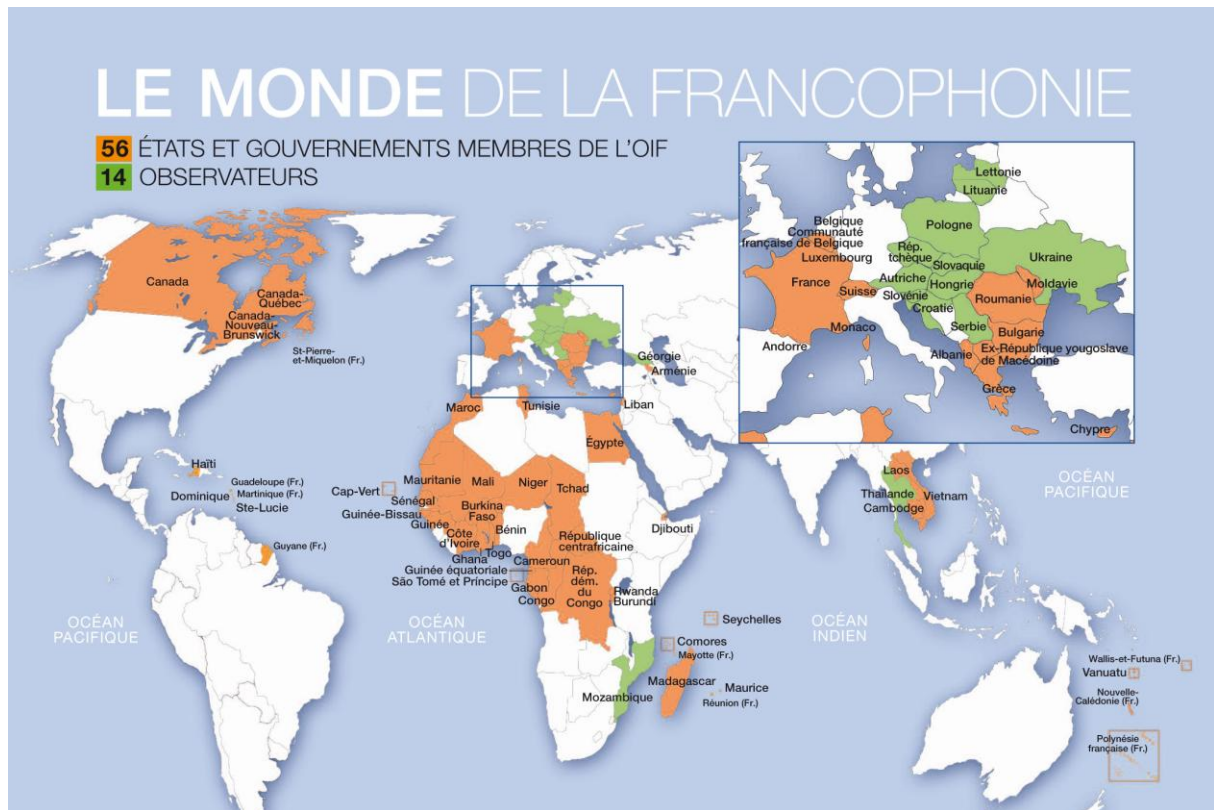 LE MONDE DE LA FRANCOPHONIE
56 ÉTATS ET GOUVERNEMENTS MEMBRES DE L'OIF
14 OBSERVATEURS
Lettonie
Lituanie
Pologne
Belgique
Communauté
française de Belgique
Luxembourg
Rép.
tchèque
Slovaquie
Ukraine
France
Suisse
Autriche
Hongrie
Moldavie
Slovénie
Croatie
Roumanie
Monaco
Serbie
Bulgarie
Andorre
Albanie
Ex-République yougoslave
de Macédoine
Grèce
Chypre
Canada
Canada-
Québec
Canada-
Nouveau-
Brunswick
St-Pierre-
et-Miquelon (Fr.)
Géorgie
Arménie
Maroc
Tunisie
Liban
Égypte
Haïti
Guadeloupe (Fr.)
Martinique (Fr.)
Dominique
Ste-Lucie
Guyane (Fr.)
Cap-Vert
Mauritanie
Mali
Niger
Tchad
Sénégal
Guinée-Bissau
Guinée
Burkina
Faso
Côte
d'Ivoire
Bénin
Togo
Ghana
Cameroun
République
centrafricaine
Djibouti
Guinée équatoriale
São Tomé et Príncipe
Gabon
Congo
Rép.
dém.
du
Congo
Rwanda
Burundi
Seychelles
Comores
Mayotte (Fr.)
Madagascar
Maurice
Réunion (Fr.)
Mozambique
Laos
Thaïlande
Vietnam
Cambodge
OCÉAN
PACIFIQUE
OCÉAN
PACIFIQUE
OCÉAN
ATLANTIQUE
OCÉAN
INDIEN
Wallis-et-Futuna (Fr.)
Vanuatu
Nouvelle-
Calédonie (Fr.)
Polynésie
française (Fr.)